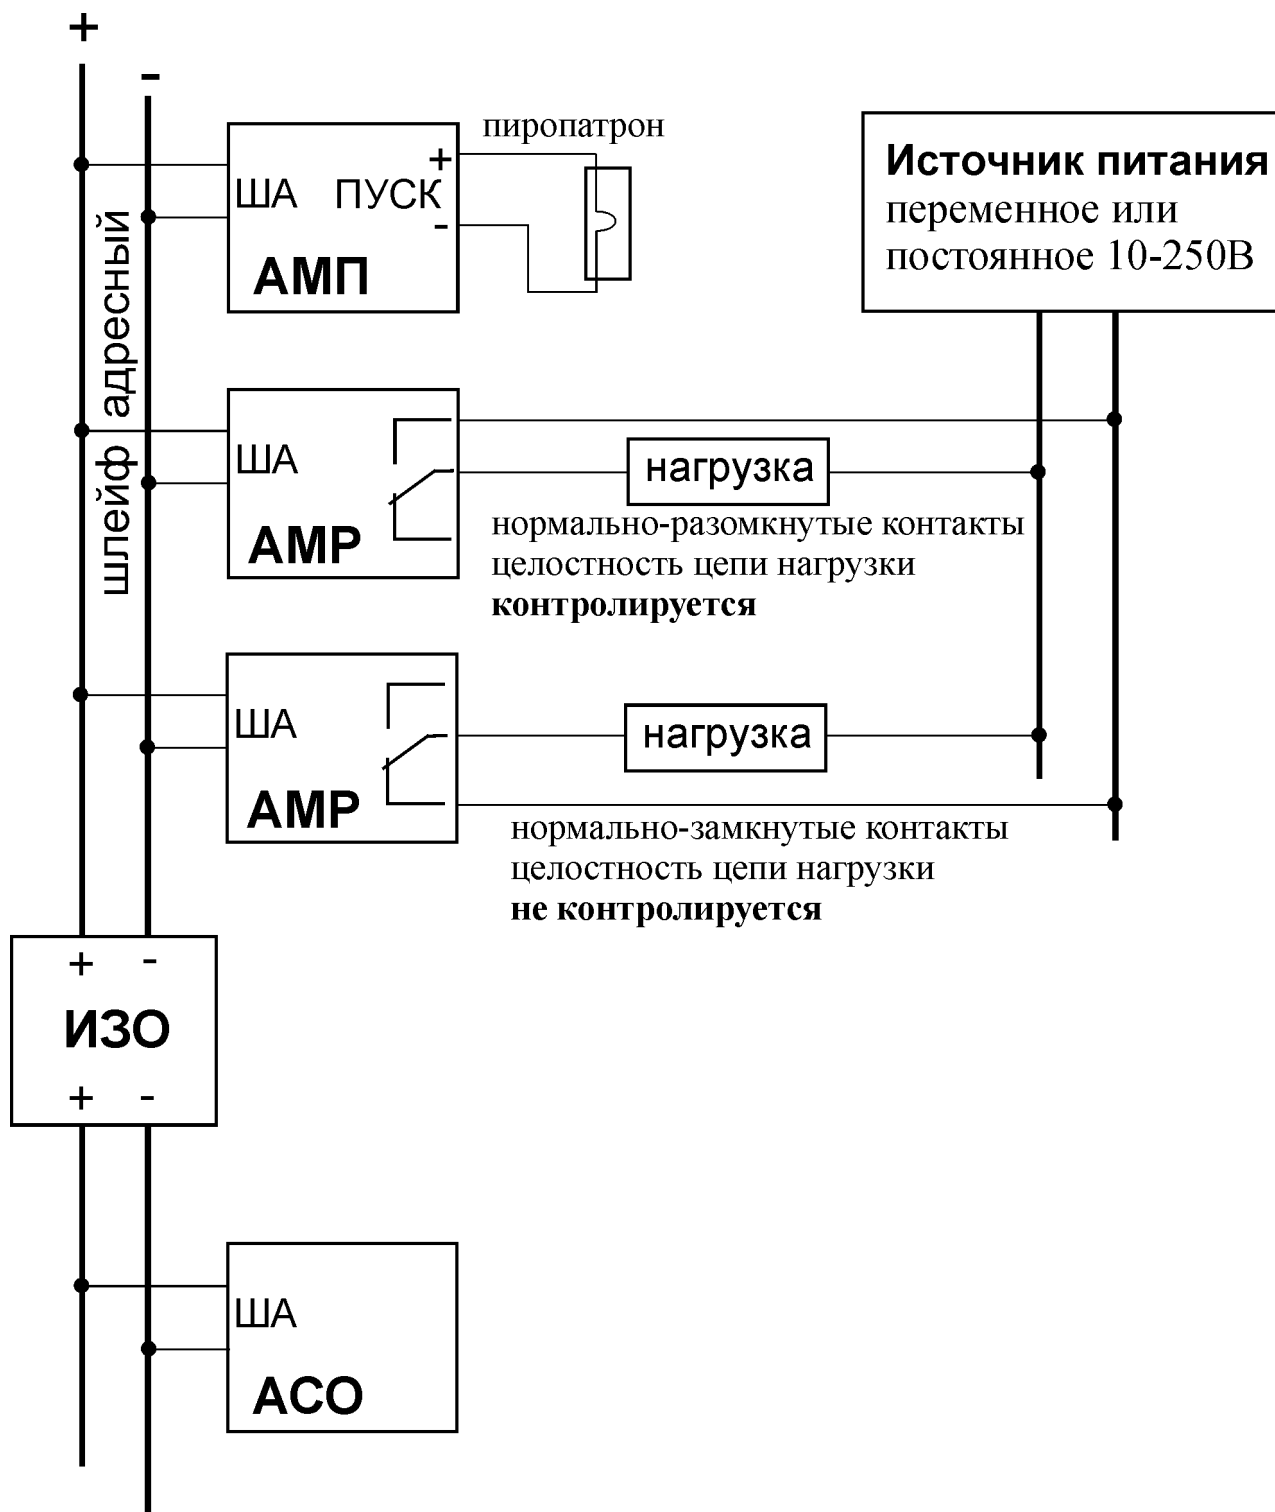 +
-
шлейф адресный
пиропатрон
ША ПУСК
+
-
АМП
Источник питания
переменное или
постоянное 10-250В
ША
АМР
нагрузка
нормально-разомкнутые контакты
целостность цепи нагрузки
контролируется
ША
АМР
нагрузка
нормально-замкнутые контакты
целостность цепи нагрузки
не контролируется
+ -
ИЗО
+ -
ША
АСО